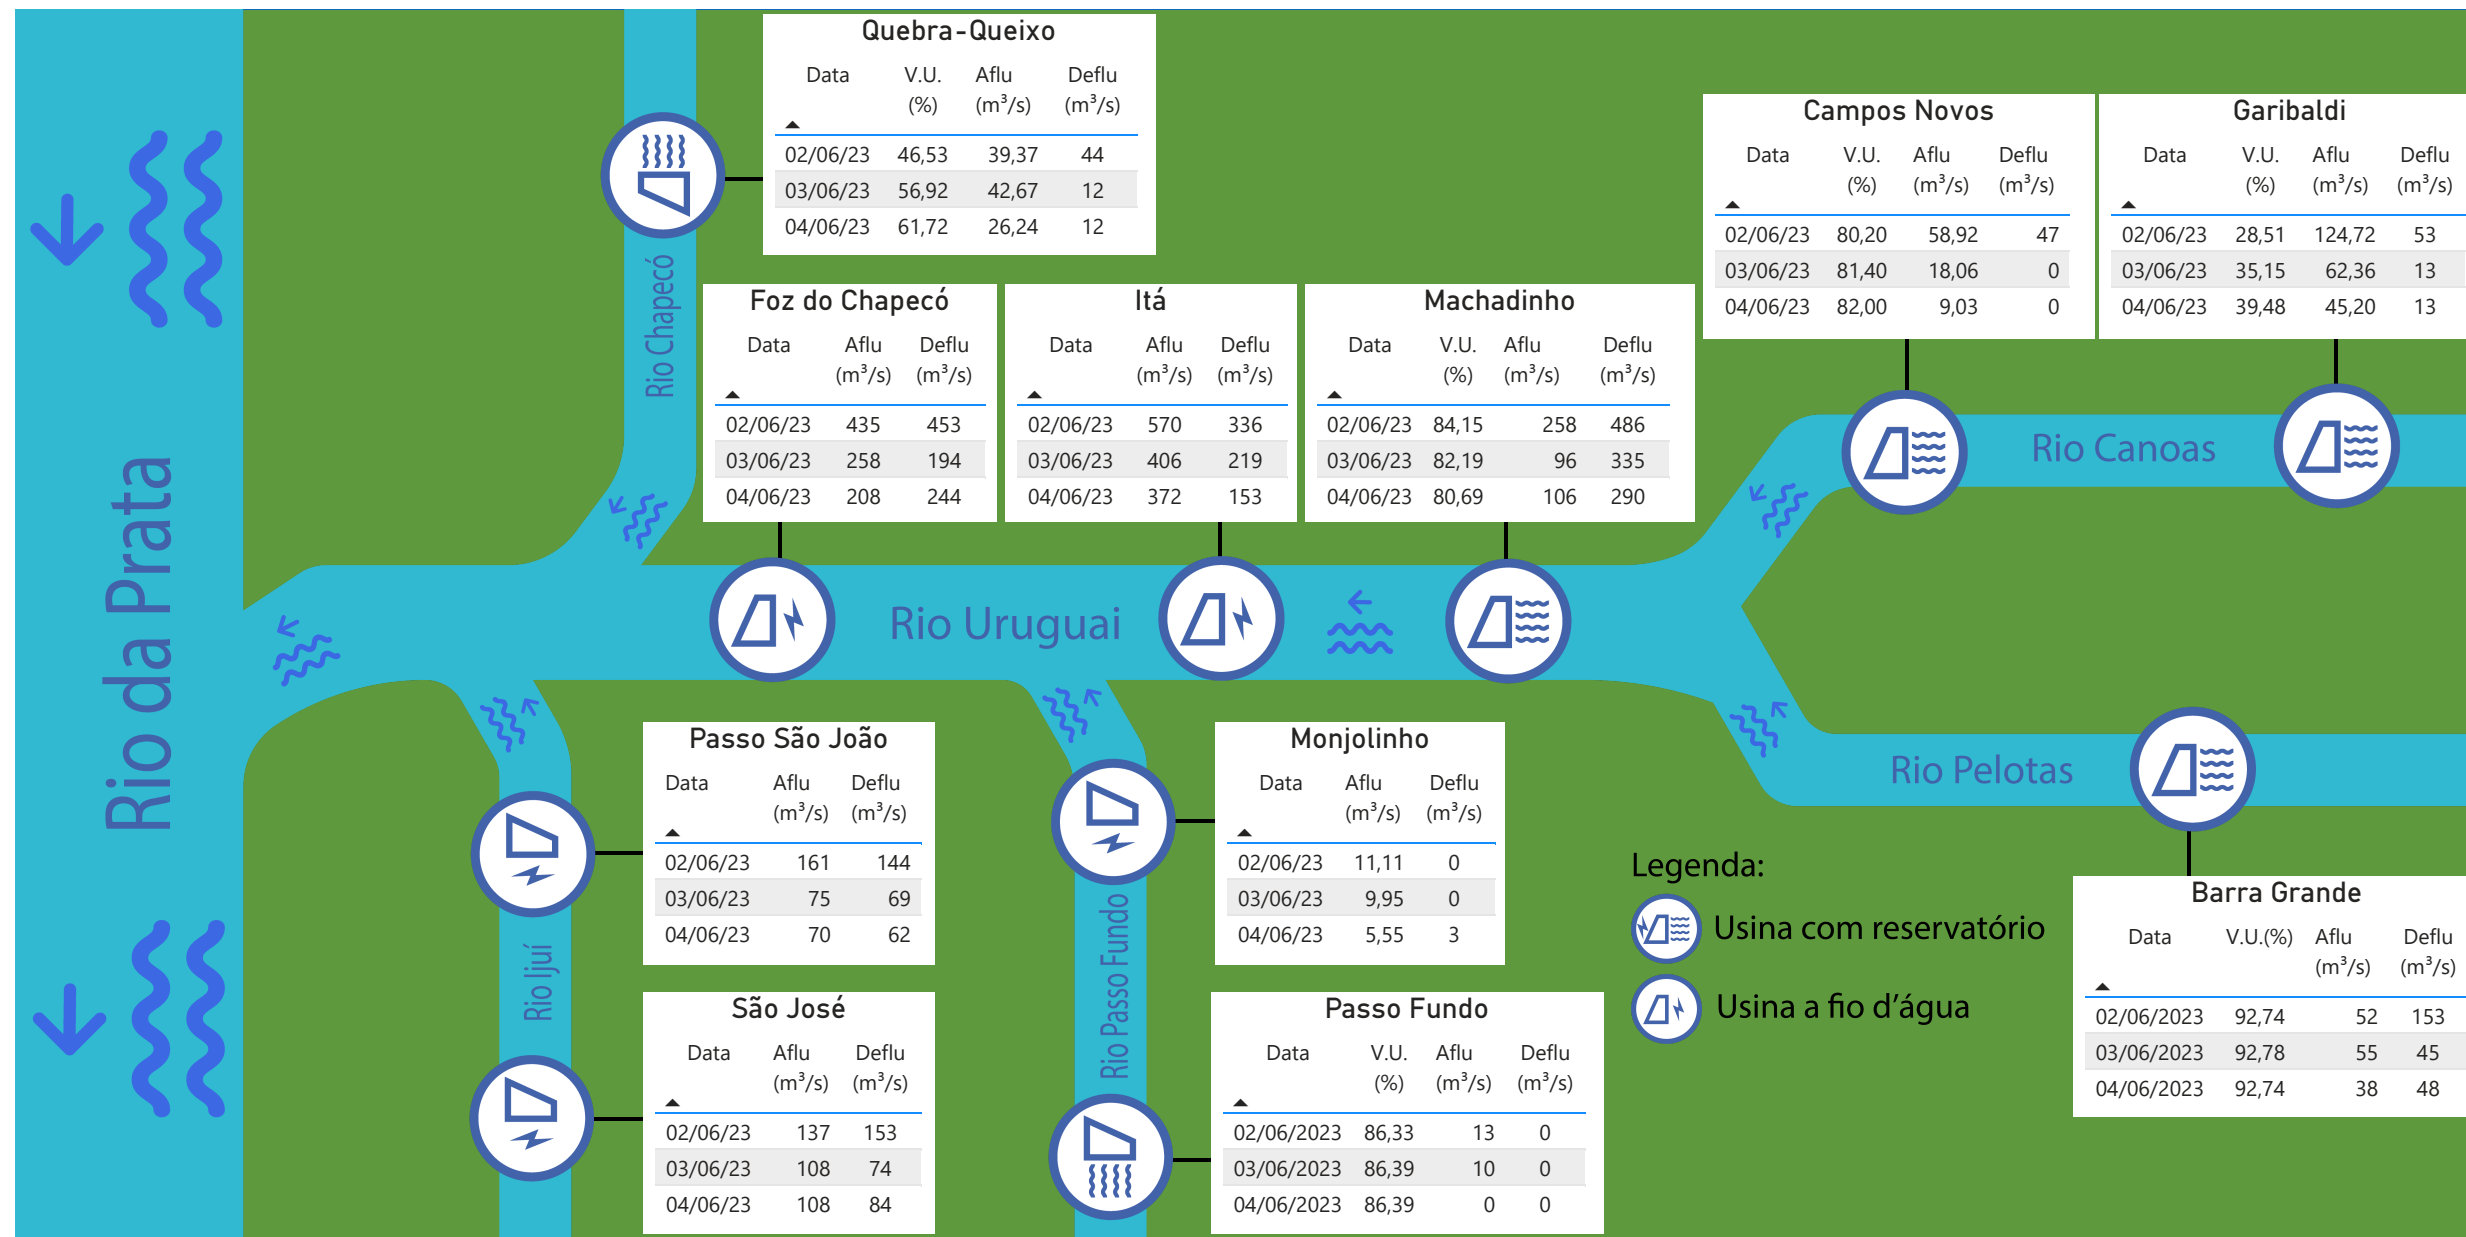 Quebra-Queixo
Data V.U. (%) Aflu (m³/s) Deflu (m³/s)
02/06/23 46,53 39,37 44
03/06/23 56,92 42,67 12
04/06/23 61,72 26,24 12
Campos Novos
Data V.U. (%) Aflu (m³/s) Deflu (m³/s)
02/06/23 80,20 58,92 47
03/06/23 81,40 18,06 0
04/06/23 82,00 9,03 0
Garibaldi
Data V.U. (%) Aflu (m³/s) Deflu (m³/s)
02/06/23 28,51 124,72 53
03/06/23 35,15 62,36 13
04/06/23 39,48 45,20 13
Rio Chapecó
Foz do Chapecó
Data Aflu (m³/s) Deflu (m³/s)
02/06/23 435 453
03/06/23 258 194
04/06/23 208 244
Itá
Data Aflu (m³/s) Deflu (m³/s)
02/06/23 570 336
03/06/23 406 219
04/06/23 372 153
Machadinho
Data V.U. (%) Aflu (m³/s) Deflu (m³/s)
02/06/23 84,15 258 486
03/06/23 82,19 96 335
04/06/23 80,69 106 290
Rio Canoas
Rio da Prata
Rio Uruguai
Rio Pelotas
Passo São João
Data Aflu (m³/s) Deflu (m³/s)
02/06/23 161 144
03/06/23 75 69
04/06/23 70 62
Monjolinho
Data Aflu (m³/s) Deflu (m³/s)
02/06/23 11,11 0
03/06/23 9,95 0
04/06/23 5,55 3
Rio Ijuí
Rio Passo Fundo
Legenda:
Usina com reservatório
Usina a fio d'água
Barra Grande
Data V.U.(%) Aflu (m³/s) Deflu (m³/s)
02/06/2023 92,74 52 153
03/06/2023 92,78 55 45
04/06/2023 92,74 38 48
São José
Data Aflu (m³/s) Deflu (m³/s)
02/06/23 137 153
03/06/23 108 74
04/06/23 108 84
Passo Fundo
Data V.U. (%) Aflu (m³/s) Deflu (m³/s)
02/06/2023 86,33 13 0
03/06/2023 86,39 10 0
04/06/2023 86,39 0 0